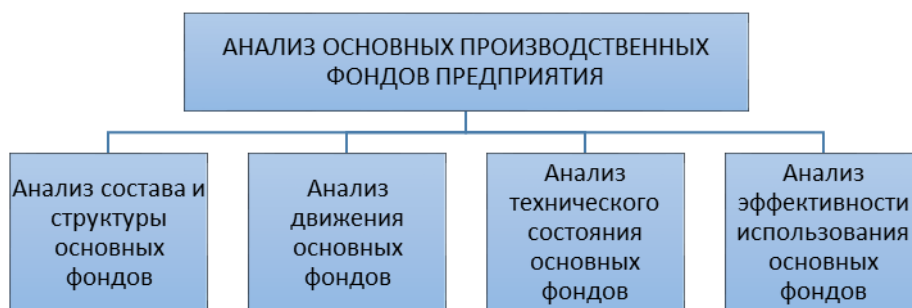 АНАЛИЗ ОСНОВНЫХ ПРОИЗВОДСТВЕННЫХ
ФОНДОВ ПРЕДПРИЯТИЯ
Анализ состава и
структуры
основных
фондов
Анализ
движения
основных
фондов
Анализ
технического
состояния
основных
фондов
Анализ
эффективности
использования
основных
фондов